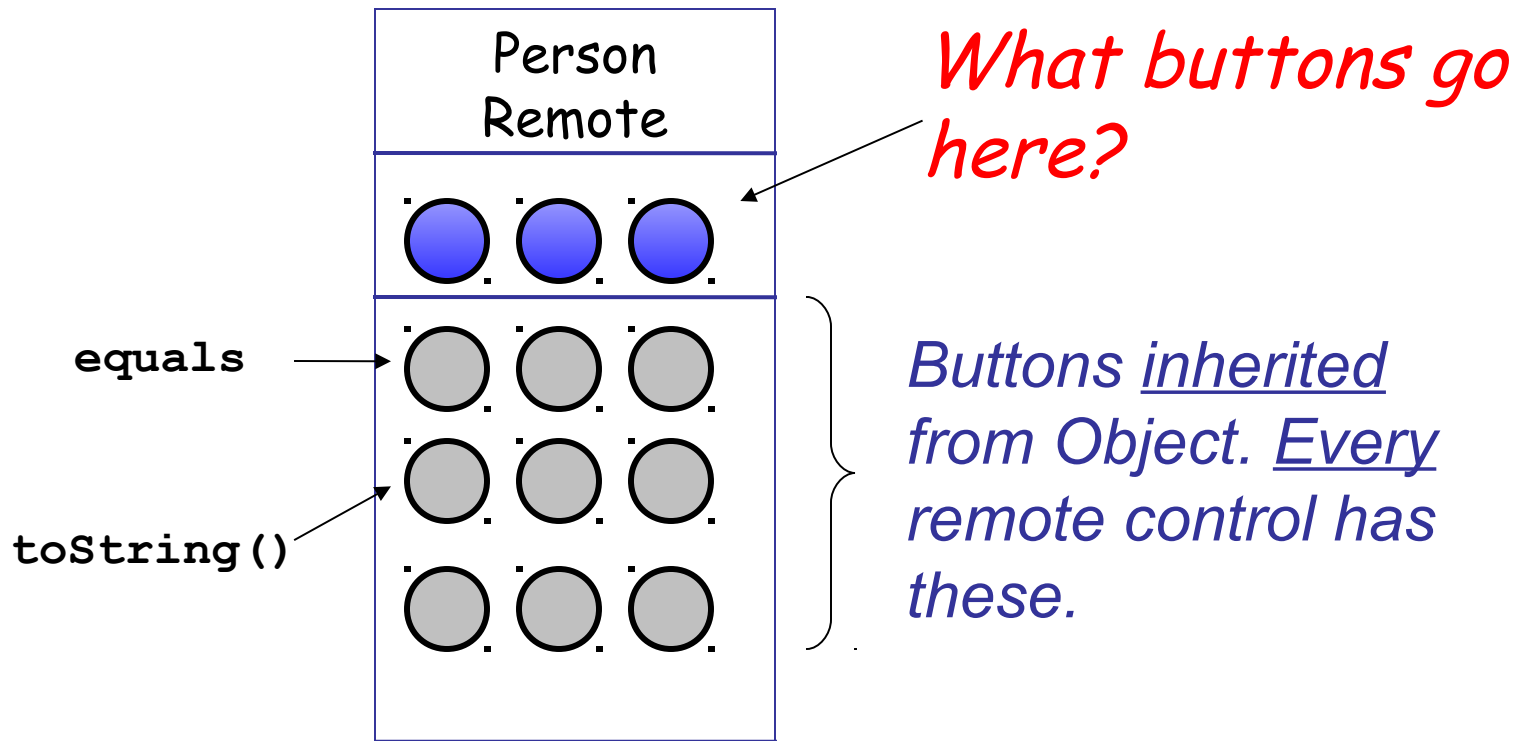 Person
Remote
What buttons go
here?
equals
toString()
Buttons inherited
from Object. Every
remote control has
these.